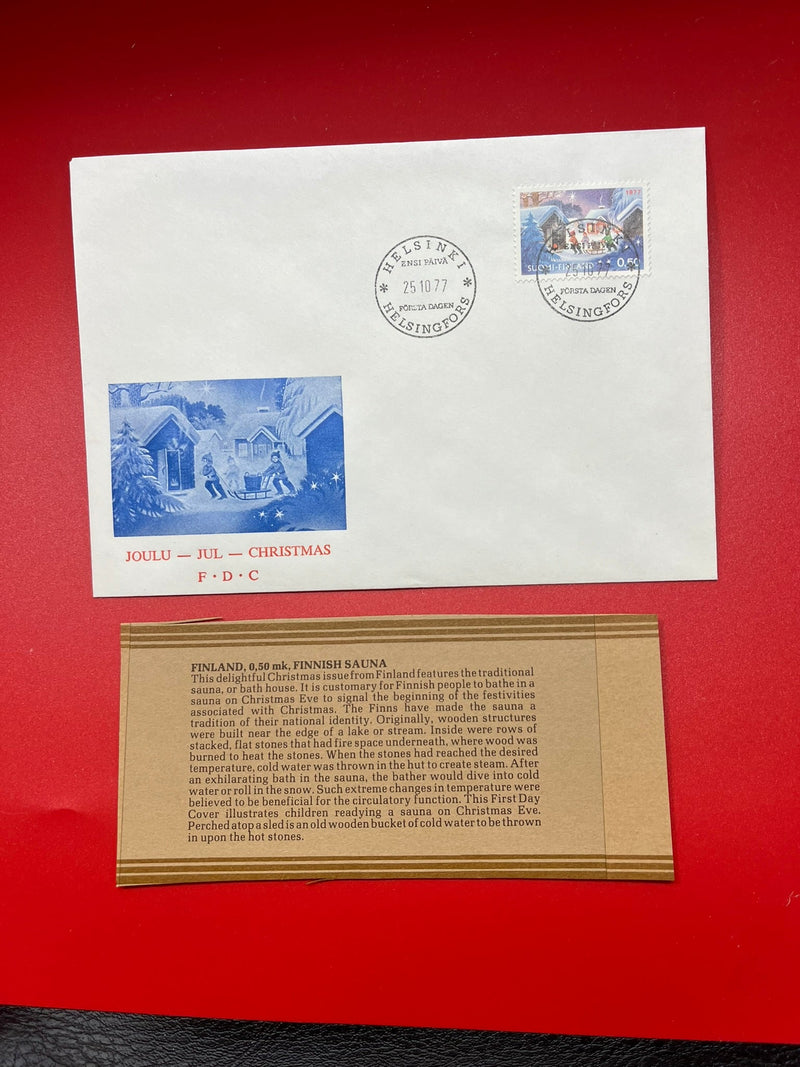 1977
SUOMI-FINLAND 0,50
HELSINKI
ENSI PÄIVÄ
25.10.77
FÖRSTA DAGEN
HELSINGFORS
HELSINKI
ENSI PÄIVÄ
25.10.77
FÖRSTA DAGEN
HELSINGFORS
JOULU — JUL — CHRISTMAS
F · D · C
FINLAND, 0,50 mk, FINNISH SAUNA
This delightful Christmas issue from Finland features the traditional
sauna, or bath house. It is customary for Finnish people to bathe in a
sauna on Christmas Eve to signal the beginning of the festivities
associated with Christmas. The Finns have made the sauna a
tradition of their national identity. Originally, wooden structures
were built near the edge of a lake or stream. Inside were rows of
stacked, flat stones that had fire space underneath, where wood was
burned to heat the stones. When the stones had reached the desired
temperature, cold water was thrown in the hut to create steam. After
an exhilarating bath in the sauna, the bather would dive into cold
water or roll in the snow. Such extreme changes in temperature were
believed to be beneficial for the circulatory function. This First Day
Cover illustrates children readying a sauna on Christmas Eve.
Perched atop a sled is an old wooden bucket of cold water to be thrown
in upon the hot stones.